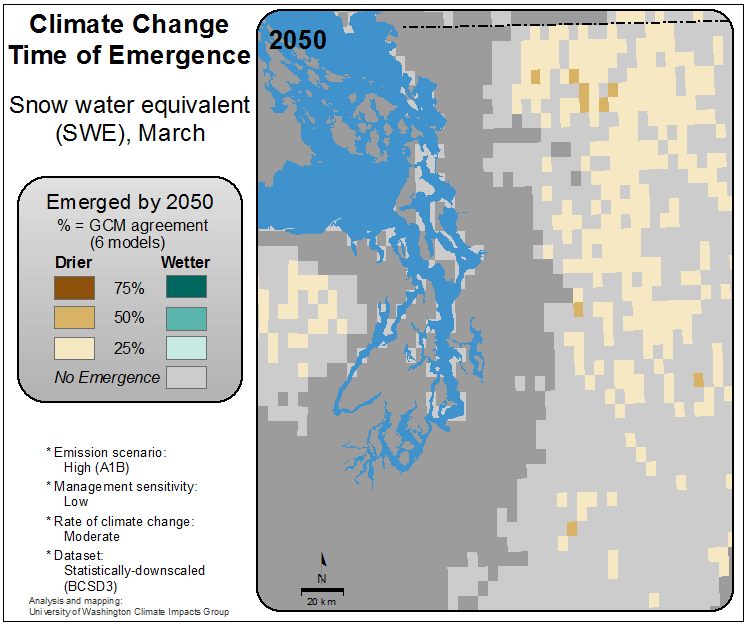 Climate Change
Time of Emergence
Snow water equivalent
(SWE), March
Emerged by 2050
% = GCM agreement
(6 models)
Drier Wetter
75%
50%
25%
No Emergence
* Emission scenario:
High (A1B)
* Management sensitivity:
Low
* Rate of climate change:
Moderate
* Dataset:
Statistically-downscaled
(BCSD3)
Analysis and mapping:
University of Washington Climate Impacts Group
2050
N
20 km